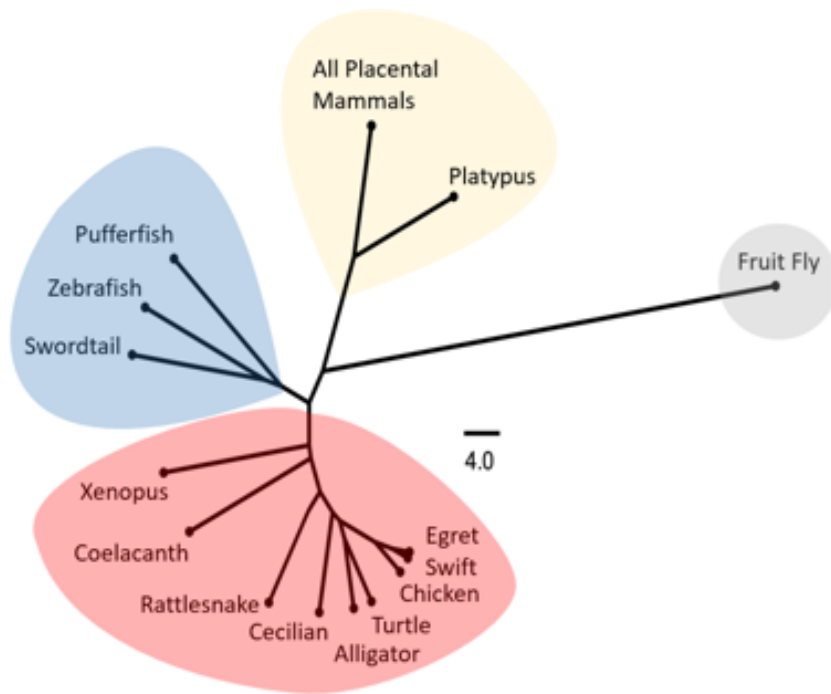 All Placental
Mammals
Platypus
Pufferfish
Fruit Fly
Zebrafish
Swordtail
4.0
Xenopus
Egret
Coelacanth
Swift
Chicken
Rattlesnake
Cecilian
Turtle
Alligator